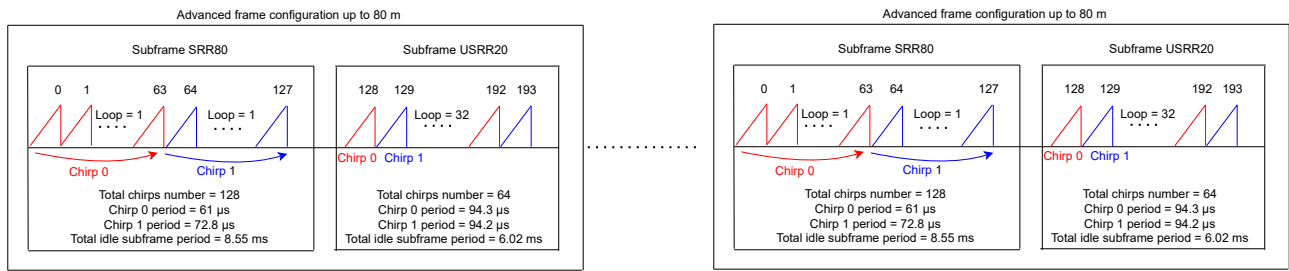 Advanced frame configuration up to 80 m
Subframe SRR80
Subframe USRR20
0 1 63 64 127
128 129 192 193
Loop = 1 Loop = 1
Loop = 32
Chirp 0
Chirp 1
Chirp 0 Chirp 1
Total chirps number = 128
Chirp 0 period = 61 µs
Chirp 1 period = 72.8 µs
Total idle subframe period = 8.55 ms
Total chirps number = 64
Chirp 0 period = 94.3 µs
Chirp 1 period = 94.2 µs
Total idle subframe period = 6.02 ms
Advanced frame configuration up to 80 m
Subframe SRR80
Subframe USRR20
0 1 63 64 127
128 129 192 193
Loop = 1 Loop = 1
Loop = 32
Chirp 0
Chirp 1
Chirp 0 Chirp 1
Total chirps number = 128
Chirp 0 period = 61 µs
Chirp 1 period = 72.8 µs
Total idle subframe period = 8.55 ms
Total chirps number = 64
Chirp 0 period = 94.3 µs
Chirp 1 period = 94.2 µs
Total idle subframe period = 6.02 ms